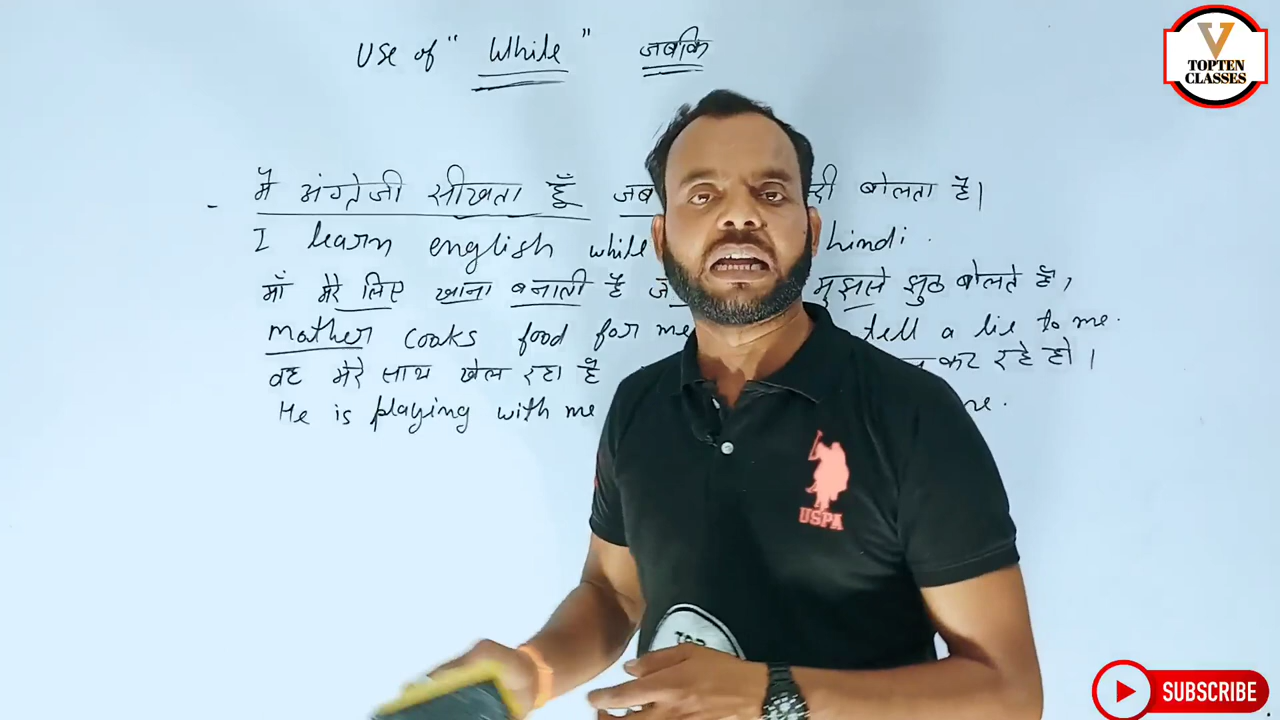 Use of "While" जबकि
V
TOPTEN
CLASSES
- मैं अंग्रेजी सीखता हूँ जब बोलता है।
I learn english while hindi.
माँ मेरे लिए खाना बनाती है मुझसे झुठ बोलते हो,
mother cooks food for me tell a lie to me.
वह मेरे साथ खेल रहा है कर रहे हो।
He is playing with me
USPA
TOP
SUBSCRIBE